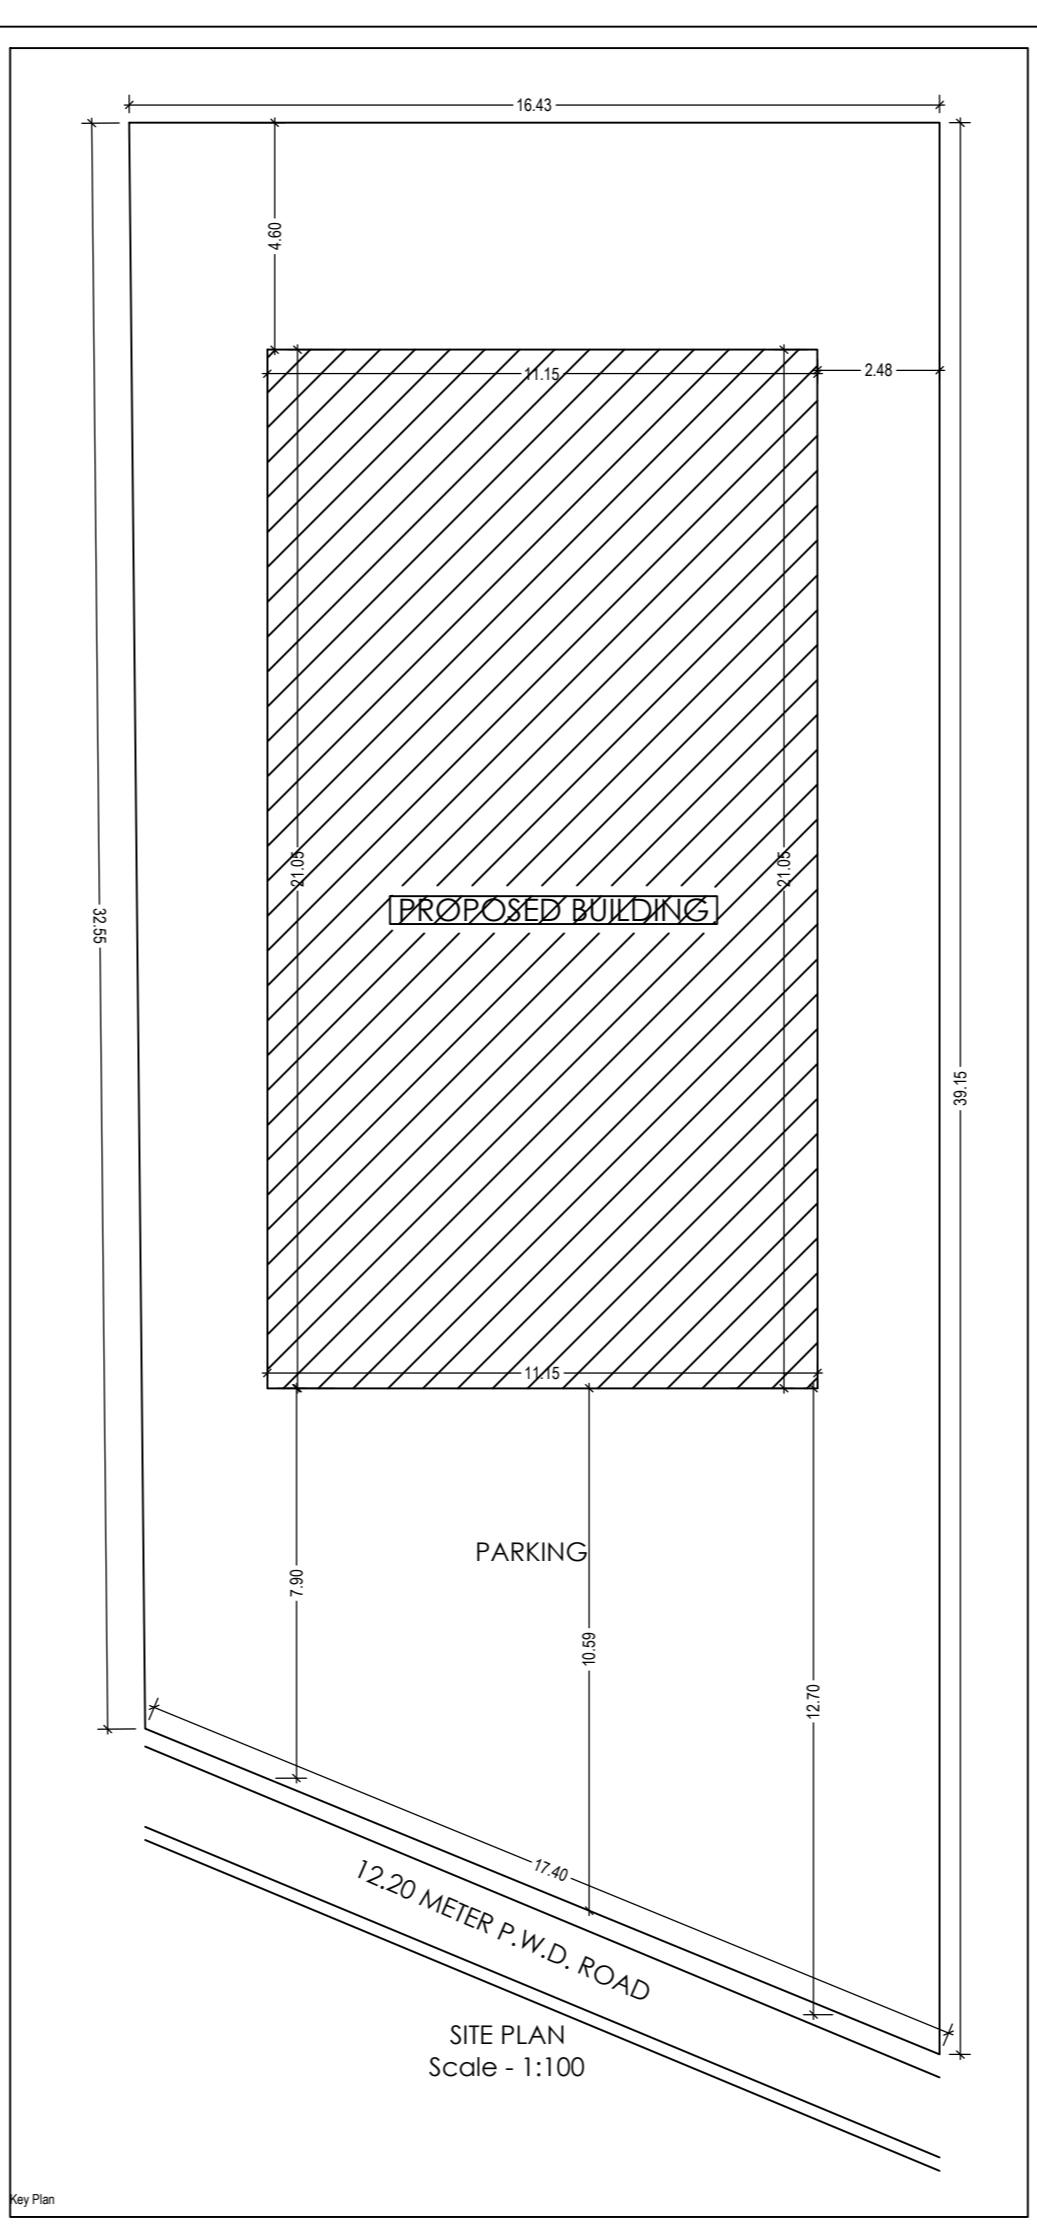 16.43
4.60
11.15
2.48
21.05
21.05
PROPOSED BUILDING
32.55
39.15
11.15
PARKING
7.90
10.59
12.70
17.40
12.20 METER P.W.D. ROAD
SITE PLAN
Scale - 1:100
Key Plan